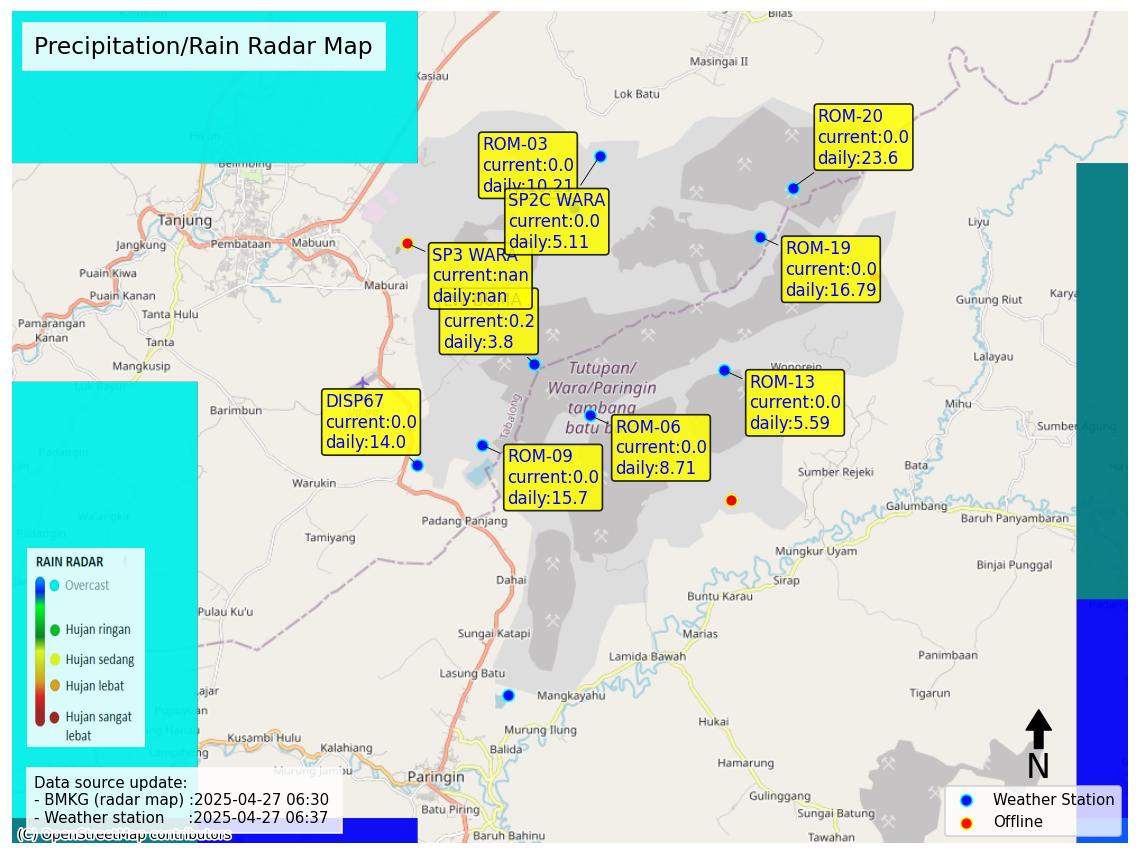 Precipitation/Rain Radar Map
Bilas
Masingai II
Kasiau
Lok Batu
Belimbing
Tanjung
Jangkung
Pembataan
Mabuun
Maburai
Puain Kiwa
Puain Kanan
Tanta Hulu
Pamarangan
Kanan
Tanta
Mangkusip
Barimbun
Warukin
Tamiyang
Padang Panjang
Dahai
Pulau Ku'u
Sungai Katapi
Lasung Batu
Mangkayahu
Murung Ilung
Balida
Paringin
Batu Piring
Baruh Bahinu
Kusambi Hulu
Kalahiang
Murung Jambu
Liyu
Gunung Riut
Karya
Lalayau
Mihu
Sumber Agung
Wonorejo
Sumber Rejeki
Bata
Galumbang
Baruh Panyambaran
Mungkur Uyam
Binjai Punggal
Sirap
Buntu Karau
Marias
Lamida Bawah
Panimbaan
Tigarun
Hukai
Hamarung
Gulinggang
Sungai Batung
Tawahan
Tabalong
Tutupan/
Wara/Paringin
tambang
batu
ROM-03
current:0.0
daily:10.21
SP2C WARA
current:0.0
daily:5.11
ROM-20
current:0.0
daily:23.6
ROM-19
current:0.0
daily:16.79
SP3 WARA
current:nan
daily:nan
current:0.2
daily:3.8
ROM-13
current:0.0
daily:5.59
DISP67
current:0.0
daily:14.0
ROM-06
current:0.0
daily:8.71
ROM-09
current:0.0
daily:15.7
RAIN RADAR
Overcast
Hujan ringan
Hujan sedang
Hujan lebat
Hujan sangat
lebat
Data source update:
- BMKG (radar map) :2025-04-27 06:30
- Weather station :2025-04-27 06:37
(C) OpenStreetMap contributors
N
Weather Station
Offline